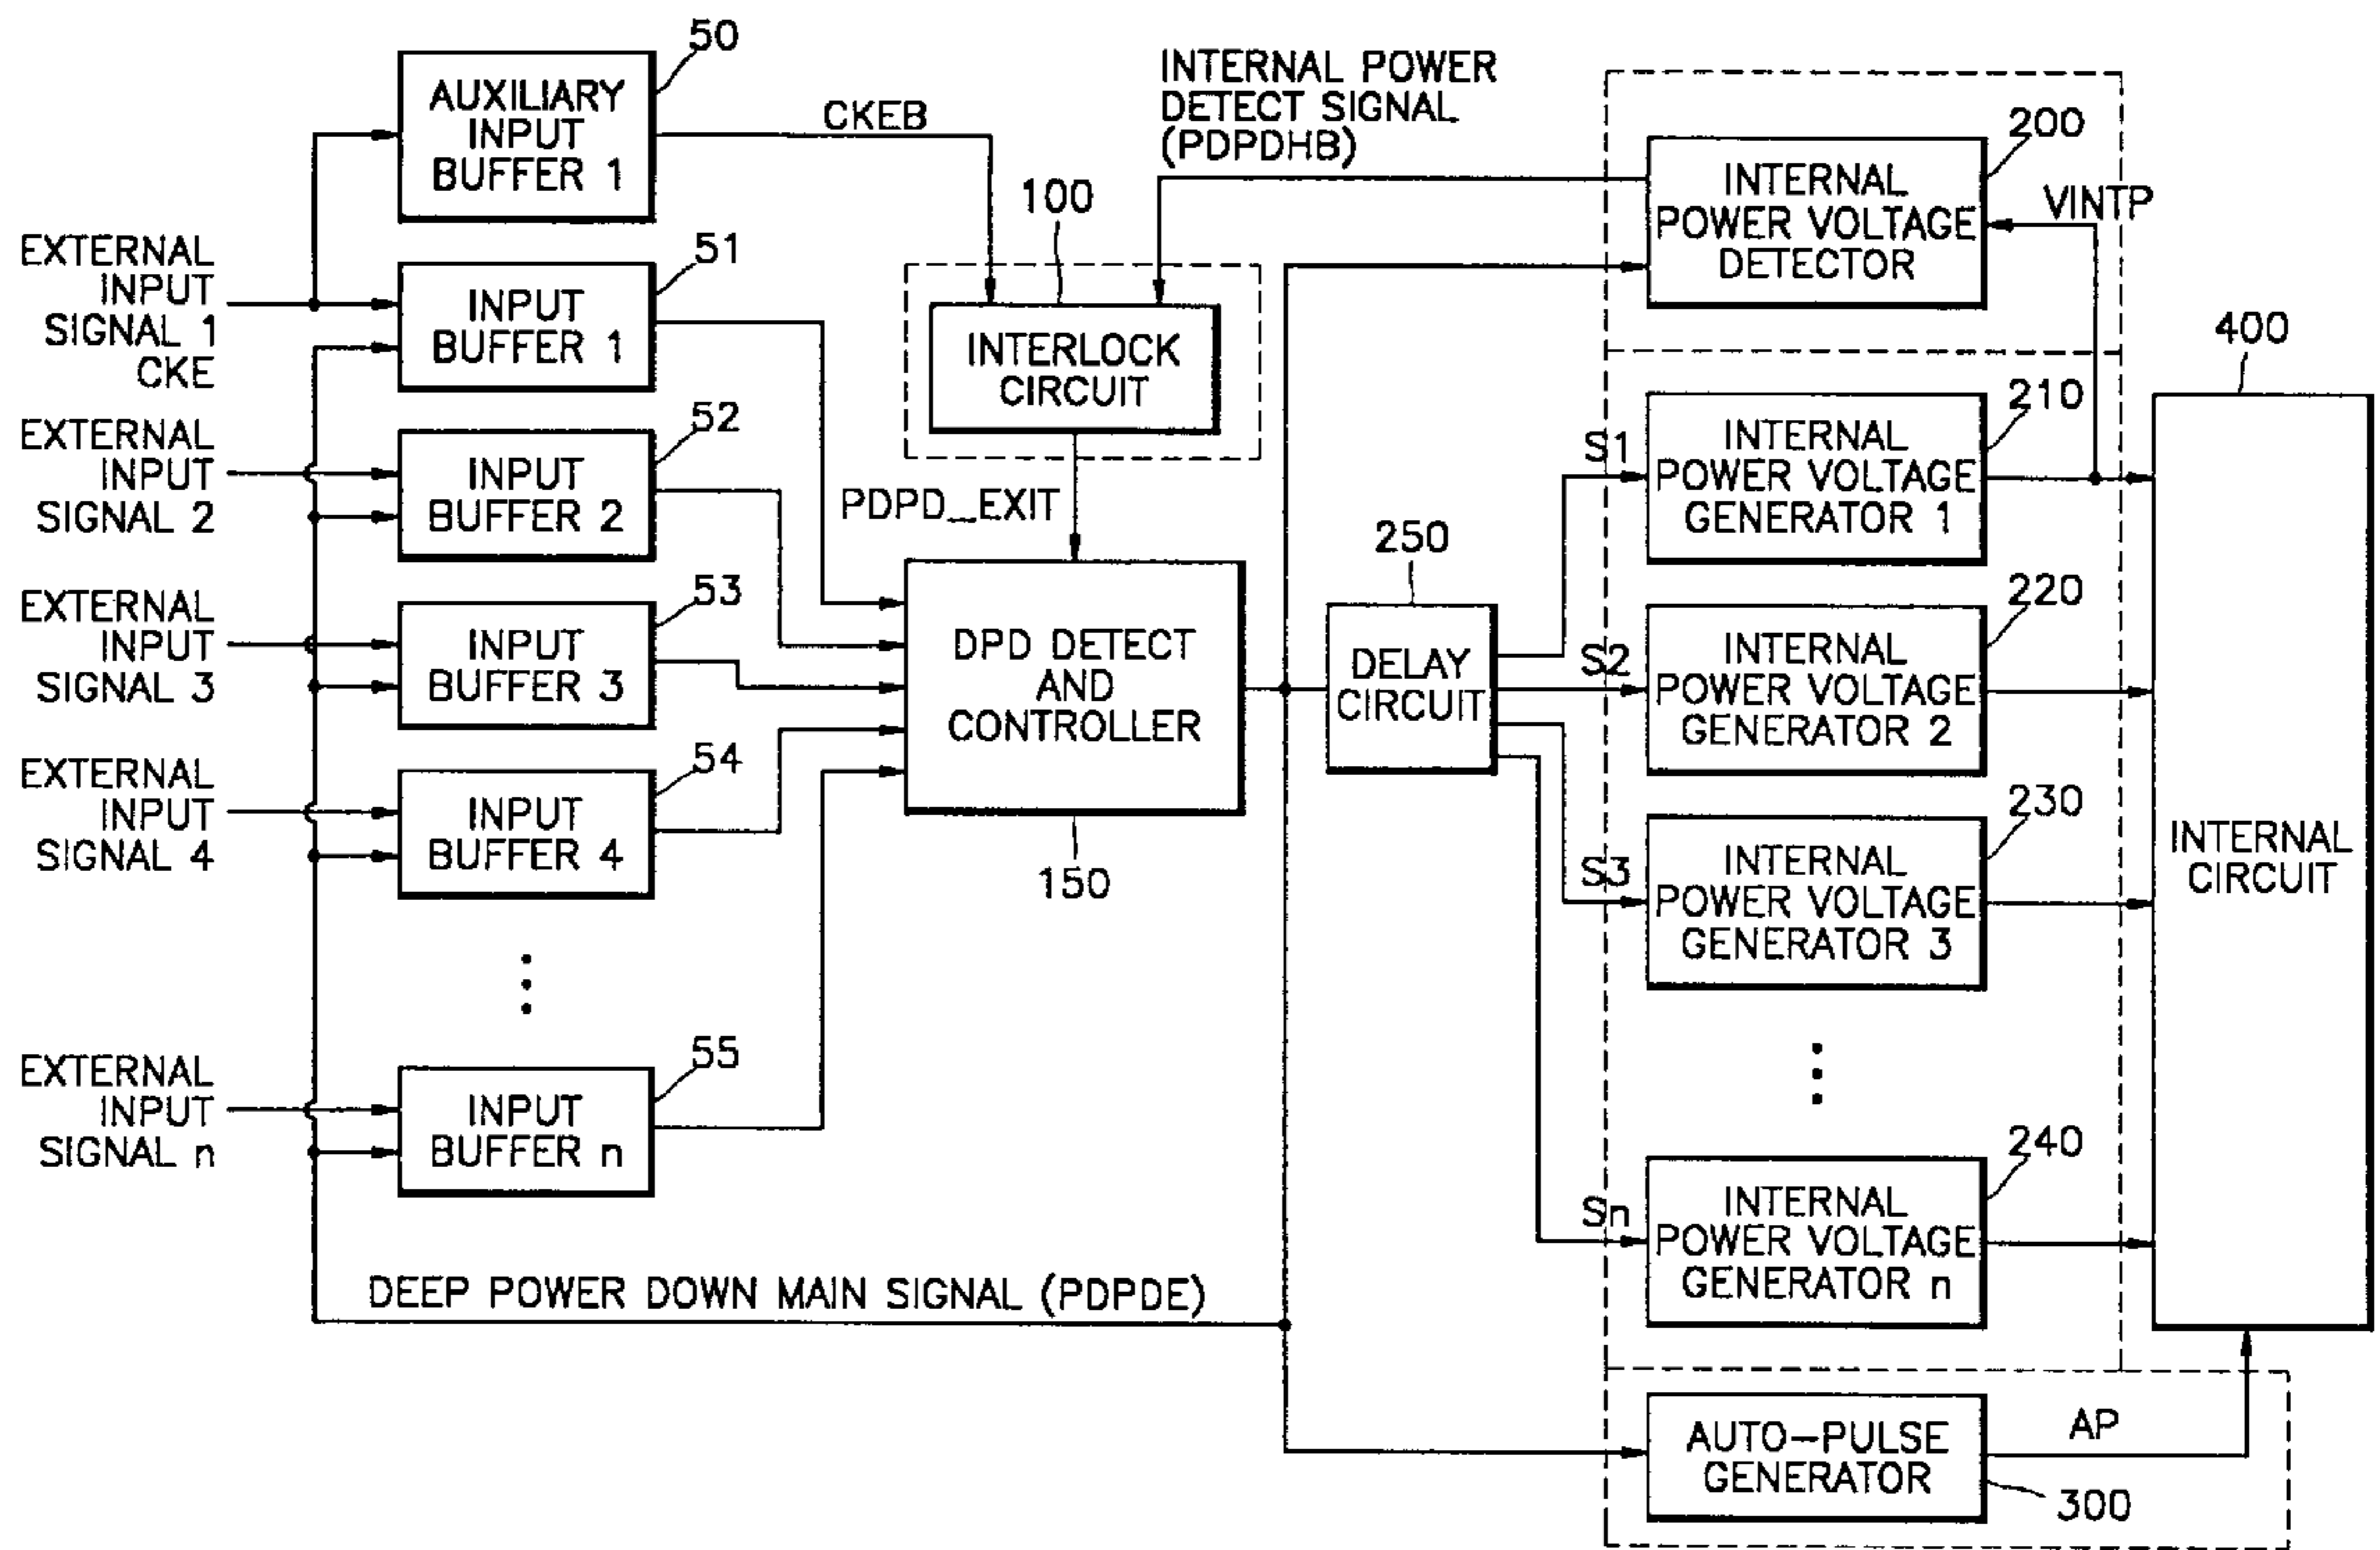 50
AUXILIARY
INPUT
BUFFER 1
CKEB
INTERNAL POWER
DETECT SIGNAL
(PDPDHB)
200
INTERNAL
POWER VOLTAGE
DETECTOR
VINTP
EXTERNAL
INPUT
SIGNAL 1
CKE
51
INPUT
BUFFER 1
100
INTERLOCK
CIRCUIT
PDPD_EXIT
400
INTERNAL
CIRCUIT
EXTERNAL
INPUT
SIGNAL 2
52
INPUT
BUFFER 2
S1
210
INTERNAL
POWER VOLTAGE
GENERATOR 1
EXTERNAL
INPUT
SIGNAL 3
53
INPUT
BUFFER 3
DPD DETECT
AND
CONTROLLER
150
250
DELAY
CIRCUIT
S2
220
INTERNAL
POWER VOLTAGE
GENERATOR 2
EXTERNAL
INPUT
SIGNAL 4
54
INPUT
BUFFER 4
S3
230
INTERNAL
POWER VOLTAGE
GENERATOR 3
EXTERNAL
INPUT
SIGNAL n
55
INPUT
BUFFER n
Sn
240
INTERNAL
POWER VOLTAGE
GENERATOR n
DEEP POWER DOWN MAIN SIGNAL (PDPDE)
AUTO-PULSE
GENERATOR
AP
300